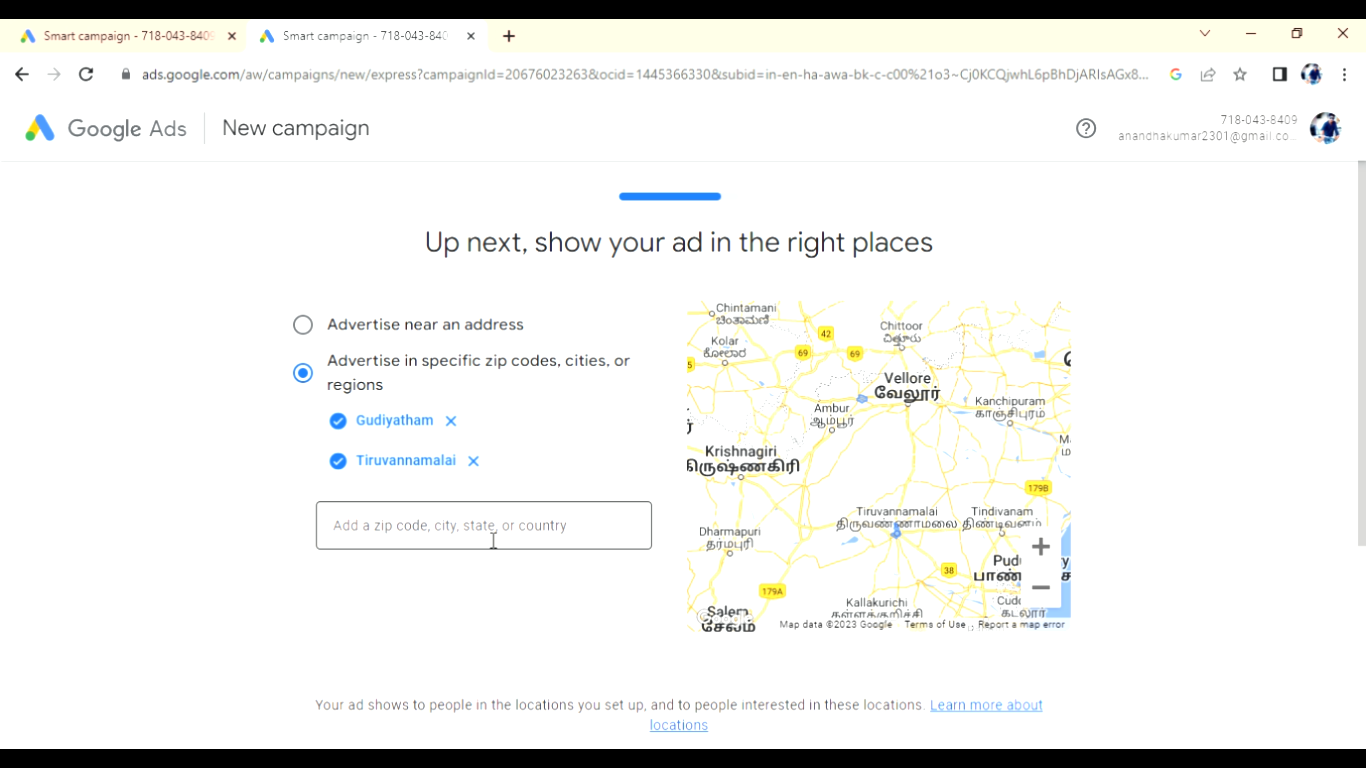 Smart campaign - 718-043-8409
Smart campaign - 718-043-840
ads.google.com/aw/campaigns/new/express?campaignId=20676023263&ocid=1445366330&subid=in-en-ha-awa-bk-c-c00%21o3~Cj0KCQjwhL6pBhDjARIsAGx8...
Google Ads
New campaign
718-043-8409
anandhakumar2301@gmail.co...
Up next, show your ad in the right places
Advertise near an address
Advertise in specific zip codes, cities, or
regions
Gudiyatham
Tiruvannamalai
Add a zip code, city, state, or country
Chintamani
ಚಿಂತಾಮಣಿ
42
Chittoor
చిత్తూరు
Kolar
ಕೋಲಾರ
69
69
5
Vellore
வேலூர்
Ambur
ஆம்பூர்
Kanchipuram
காஞ்சிபுரம்
Krishnagiri
கிருஷ்ணகிரி
179B
Tiruvannamalai
திருவண்ணாமலை
Tindivanam
திண்டிவனம்
Dharmapuri
தர்மபுரி
38
Pud
பாண்
179A
Kallakurichi
கள்ளக்குறிச்சி
Cudd
கடலூர்
Salem
சேலம்
Map data ©2023 Google
Terms of Use
Report a map error
Your ad shows to people in the locations you set up, and to people interested in these locations. Learn more about
locations